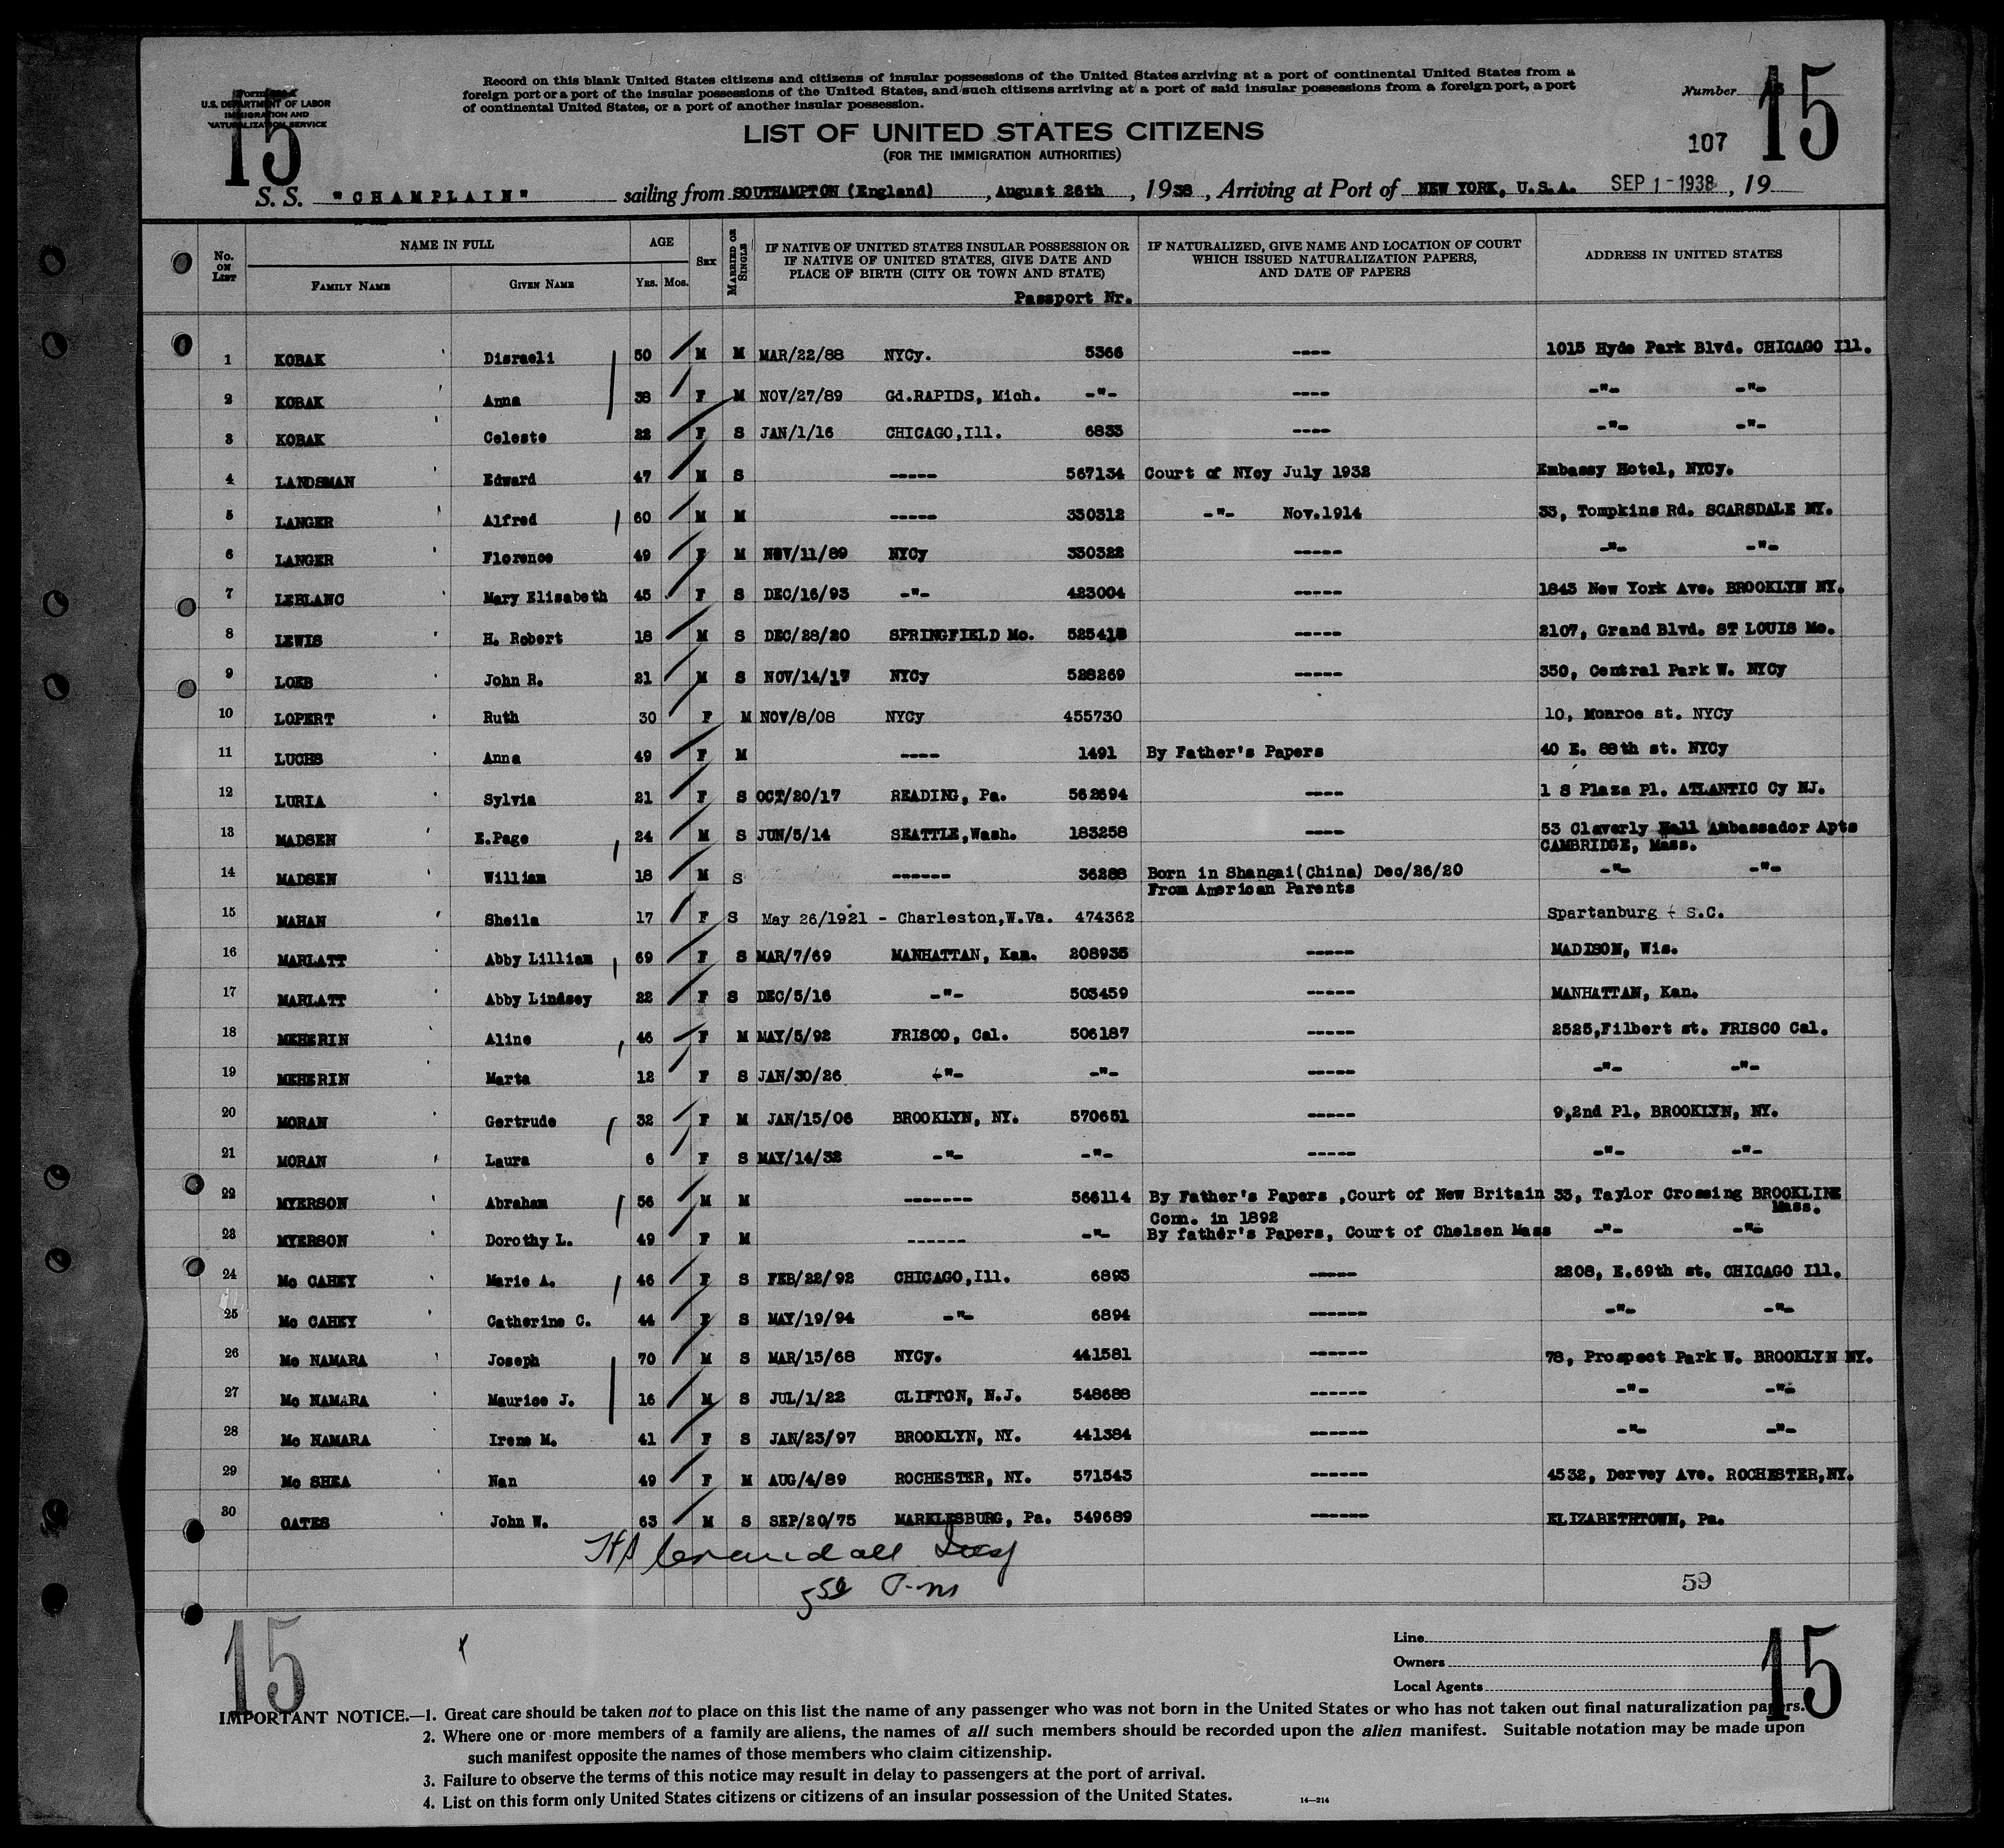 Record on this blank United States citizens and citizens of insular possessions of the United States arriving at a port of continental United States from a
foreign port or a port of the insular possessions of the United States, and such citizens arriving at a port of said insular possessions from a foreign port, a port
of continental United States, or a port of another insular possession.
U.S. DEPARTMENT OF LABOR
IMMIGRATION AND
NATURALIZATION SERVICE
15
Number
15
LIST OF UNITED STATES CITIZENS
(FOR THE IMMIGRATION AUTHORITIES)
107
S. S. "CHAMPLAIN" sailing from SOUTHAMPTON (England), August 26th, 1938, Arriving at Port of NEW YORK, U.S.A. SEP 1-1938, 19
No. ON LIST NAME IN FULL AGE SEX MARRIED OR SINGLE IF NATIVE OF UNITED STATES INSULAR POSSESSION OR IF NATIVE OF UNITED STATES, GIVE DATE AND PLACE OF BIRTH (CITY OR TOWN AND STATE) IF NATURALIZED, GIVE NAME AND LOCATION OF COURT WHICH ISSUED NATURALIZATION PAPERS, AND DATE OF PAPERS ADDRESS IN UNITED STATES
FAMILY NAME GIVEN NAME YRS. MOS. Passport Nr.
1 KOBAK Disraeli 50 M M MAR/22/88 NYCy. 5366 ---- 1015 Hyde Park Blvd. CHICAGO Ill.
2 KOBAK Anna 38 F M NOV/27/89 Gd.RAPIDS, Mich. -"- ---- -"- -"-
3 KOBAK Celeste 22 F S JAN/1/16 CHICAGO,Ill. 6833 ---- -"- -"-
4 LANDSMAN Edward 47 M S ----- 567134 Court of NYcy July 1932 Embassy Hotel, NYCy.
5 LANGER Alfred 60 M M ----- 330312 -"- Nov.1914 33, Tompkins Rd. SCARSDALE NY.
6 LANGER Florence 49 F M NOV/11/89 NYCy 330322 ----- -"- -"-
7 LEBLANC Mary Elisabeth 45 F S DEC/16/93 -"- 423004 ----- 1843 New York Ave. BROOKLYN NY.
8 LEWIS H. Robert 18 M S DEC/28/20 SPRINGFIELD Mo. ----- 2107, Grand Blvd. ST LOUIS Mo.
9 LOEB John R. 21 M S NOV/14/17 NYCy 528269 ----- 350, Central Park W. NYCy
10 LOPERT Ruth 30 F M NOV/8/08 NYCy 455730 10, Monroe st. NYCy
11 LUCHS Anna 49 F M ---- 1491 By Father's Papers 40 E. 88th st. NYCy
12 LURIA Sylvia 21 F S OCT/20/17 READING, Pa. 562694 ---- 1 S Plaza Pl. ATLANTIC Cy NJ.
13 MADSEN E.Page 24 M S JUN/5/14 SEATTLE,Wash. 183258 ---- 53 Claverly Hall Ambassador Apts
CAMBRIDGE, Mass.
14 MADSEN William 18 M S ------ 36288 Born in Shangai(China) Dec/26/20 -"- -"-
From American Parents
15 MAHAN Sheila 17 F S May 26/1921 - Charleston,W.Va. 474362 Spartanburg - S.C.
16 MARLATT Abby Lilliam 69 F S MAR/7/69 MANHATTAN, Kan. 208935 ----- MADISON, Wis.
17 MARLATT Abby Lindsey 22 F S DEC/5/16 -"- 503459 ----- MANHATTAN, Kan.
18 MEHERIN Aline 46 F M MAY/5/92 FRISCO, Cal. 506187 ----- 2525,Filbert st. FRISCO Cal.
19 MEHERIN Marta 12 F S JAN/30/26 -"- -"- ----- -"- -"-
20 MORAN Gertrude 32 F M JAN/15/06 BROOKLYN, NY. 570651 ----- 9,2nd Pl. BROOKLYN, NY.
21 MORAN Laura 6 F S MAY/14/32 -"- -"- ----- -"- -"-
22 MYERSON Abraham 56 M M ------- 566114 By Father's Papers ,Court of New Britain 33, Taylor Crossing BROOKLINE
Conn. in 1892 Mass.
23 MYERSON Dorothy L. 49 F M ------ -"- By father's Papers, Court of Chelsen Mass -"- -"-
24 Mc CAHEY Marie A. 46 F S FEB/22/92 CHICAGO,Ill. 6893 ----- 2208, E.69th st. CHICAGO Ill.
25 Mc CAHEY Catherine C. 44 F S MAY/19/94 -"- 6894 ------ -"- -"-
26 Mc NAMARA Joseph 70 M S MAR/15/68 NYCy. 441581 ------ 78, Prospect Park W. BROOKLYN NY.
27 Mc NAMARA Maurice J. 16 M S JUL/1/22 CLIFTON, N.J. 548688 ------ -"- -"-
28 Mc NAMARA Irene M. 41 F S JAN/23/97 BROOKLYN, NY. 441384 ------ -"- -"-
29 Mc SHEA Nan 49 F M AUG/4/89 ROCHESTER, NY. 571543 ------ 4532, Dervey Ave. ROCHESTER,NY.
30 OATES John W. 63 M S SEP/20/75 MARKLESBURG, Pa. 549689 ------ ELIZABETHTOWN, Pa.
Crandall
P-m
59
15
Line
Owners
Local Agents
15
IMPORTANT NOTICE.—1. Great care should be taken not to place on this list the name of any passenger who was not born in the United States or who has not taken out final naturalization papers.
2. Where one or more members of a family are aliens, the names of all such members should be recorded upon the alien manifest. Suitable notation may be made upon
such manifest opposite the names of those members who claim citizenship.
3. Failure to observe the terms of this notice may result in delay to passengers at the port of arrival.
4. List on this form only United States citizens or citizens of an insular possession of the United States.
14—214